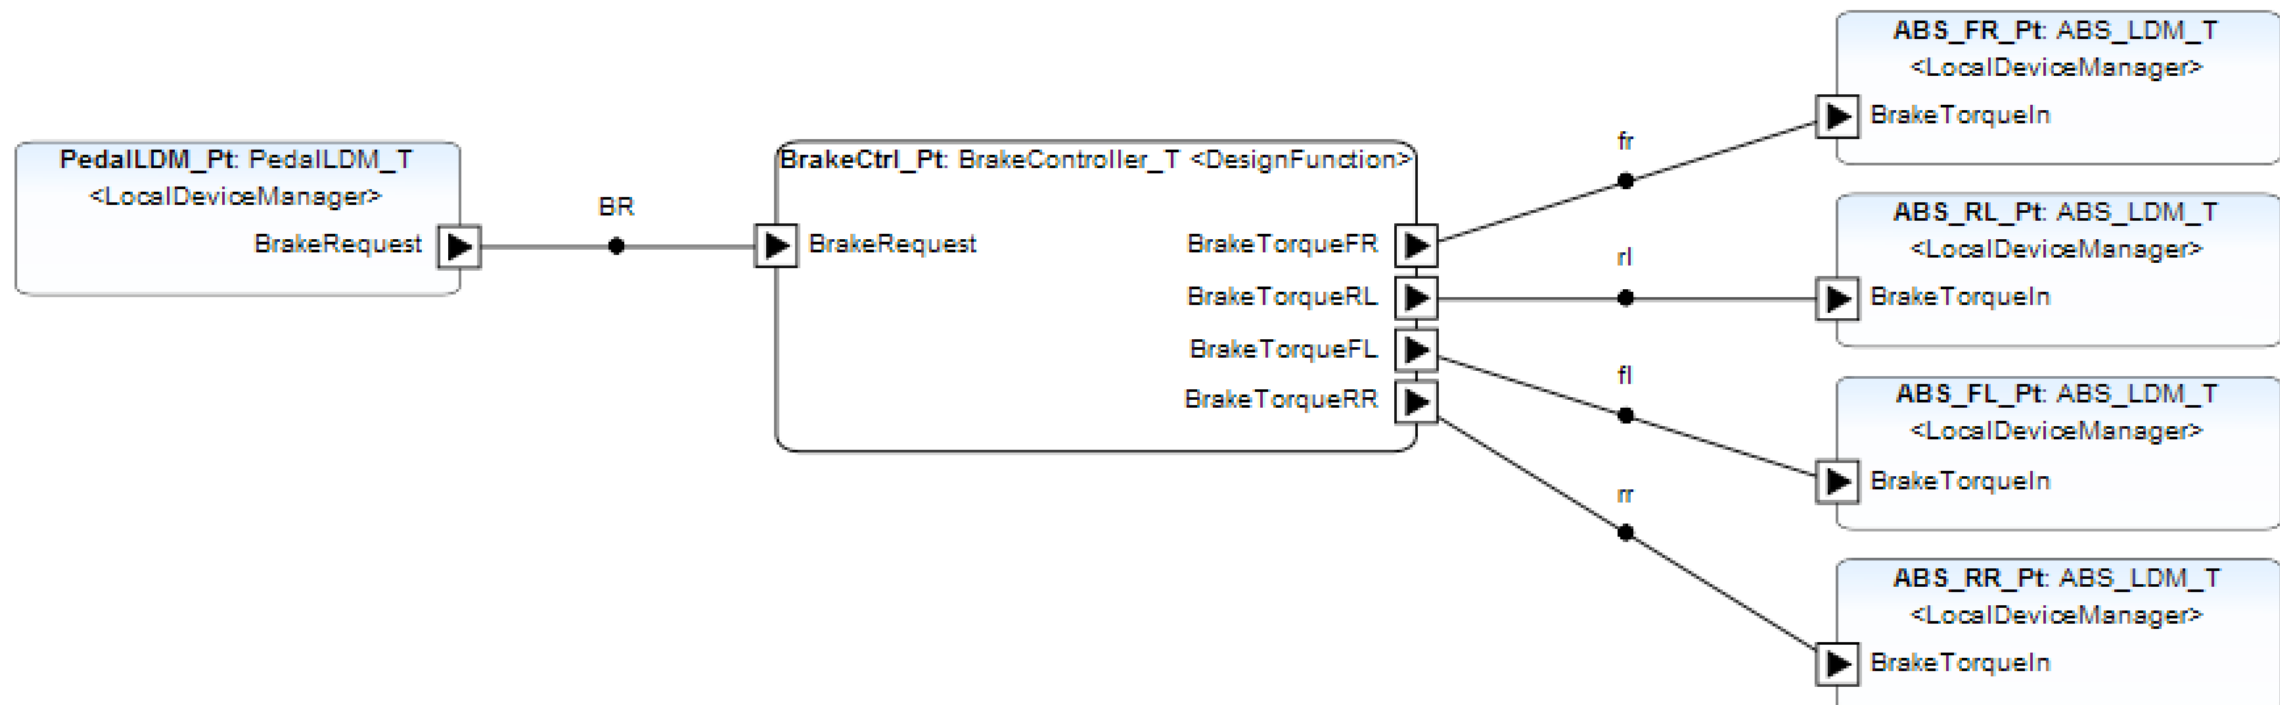 PedalLDM_Pt: PedalLDM_T
<LocalDeviceManager>
BrakeRequest
BR
BrakeCtrl_Pt: BrakeController_T <DesignFunction>
BrakeRequest
BrakeTorqueFR
BrakeTorqueRL
BrakeTorqueFL
BrakeTorqueRR
fr
rl
fl
rr
ABS_FR_Pt: ABS_LDM_T
<LocalDeviceManager>
BrakeTorqueIn
ABS_RL_Pt: ABS_LDM_T
<LocalDeviceManager>
BrakeTorqueIn
ABS_FL_Pt: ABS_LDM_T
<LocalDeviceManager>
BrakeTorqueIn
ABS_RR_Pt: ABS_LDM_T
<LocalDeviceManager>
BrakeTorqueIn